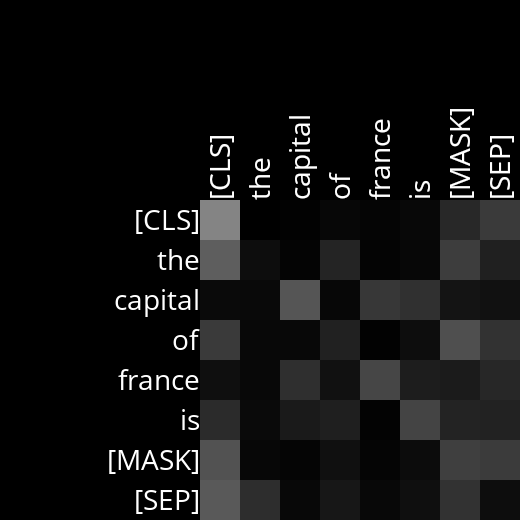 [CLS]
the
capital
of
france
is
[MASK]
[SEP]
[CLS]
the
capital
of
france
is
[MASK]
[SEP]